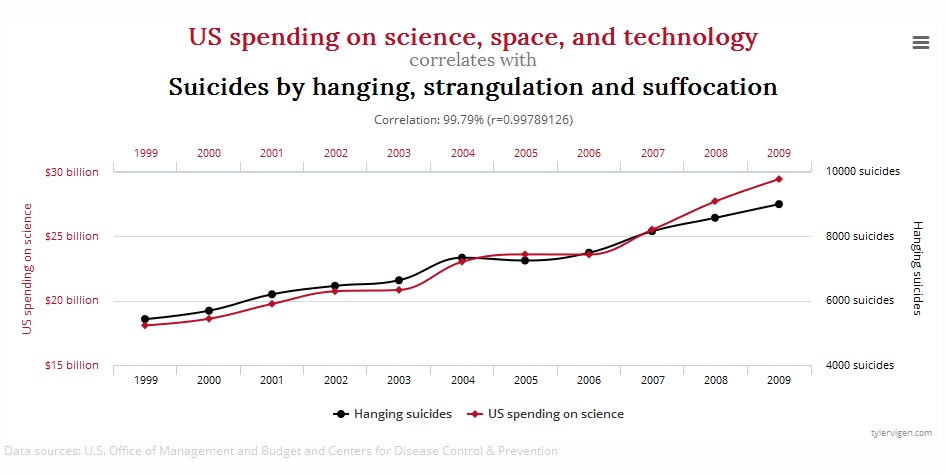 US spending on science, space, and technology
correlates with
Suicides by hanging, strangulation and suffocation
Correlation: 99.79% (r=0.99789126)
1999 2000 2001 2002 2003 2004 2005 2006 2007 2008 2009
$30 billion
$25 billion
$20 billion
$15 billion
US spending on science
10000 suicides
8000 suicides
6000 suicides
4000 suicides
Hanging suicides
1999 2000 2001 2002 2003 2004 2005 2006 2007 2008 2009
Hanging suicides US spending on science
tylervigen.com
Data sources: U.S. Office of Management and Budget and Centers for Disease Control & Prevention